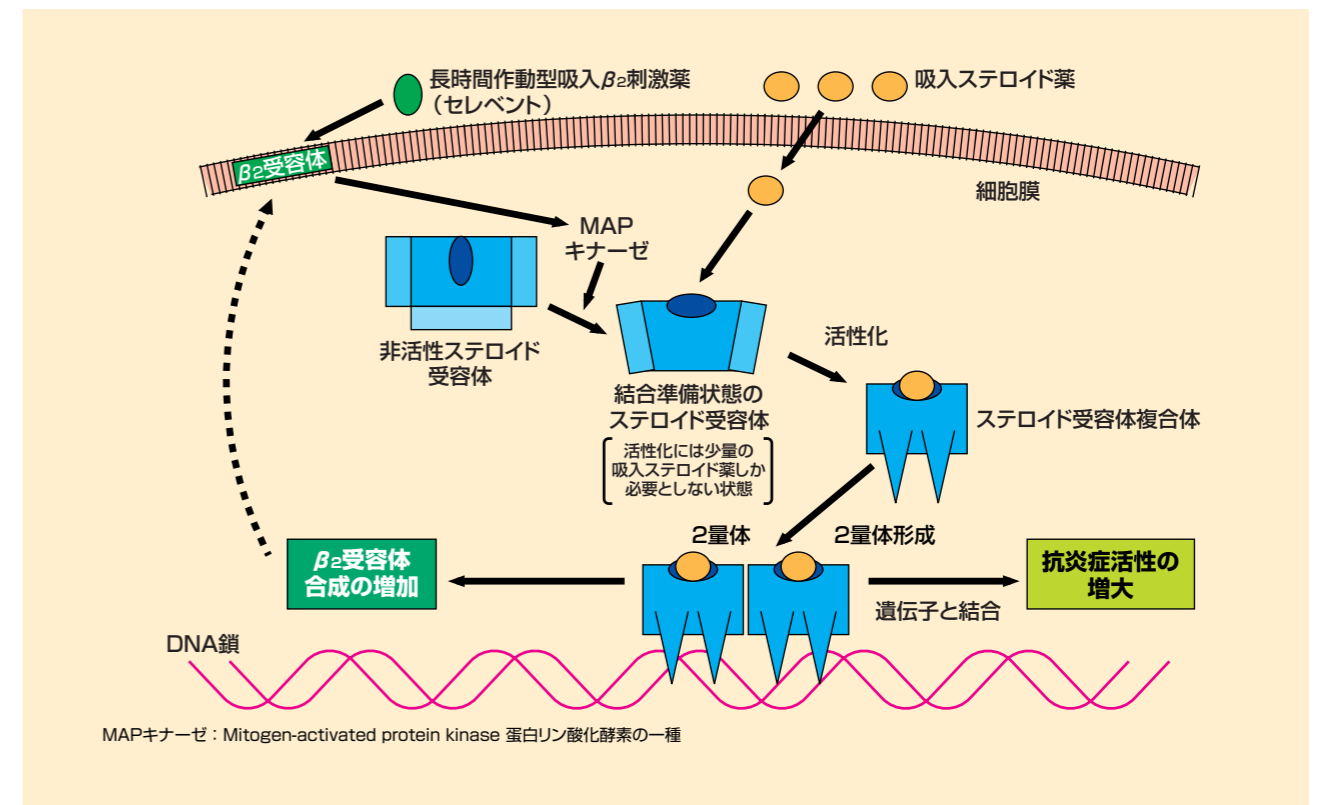 長時間作動型吸入β2刺激薬
（セレベント）
吸入ステロイド薬
β2受容体
細胞膜
MAP
キナーゼ
非活性ステロイド
受容体
活性化
結合準備状態の
ステロイド受容体
活性化には少量の
吸入ステロイド薬しか
必要としない状態
ステロイド受容体複合体
2量体
2量体形成
β2受容体
合成の増加
抗炎症活性の
増大
遺伝子と結合
DNA鎖
MAPキナーゼ：Mitogen-activated protein kinase 蛋白リン酸化酵素の一種